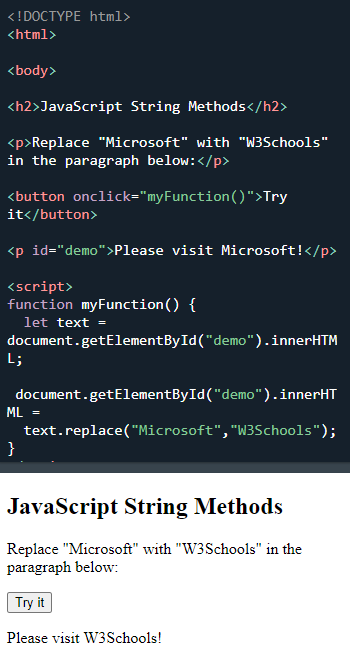 <!DOCTYPE html>
<html>
<body>
<h2>JavaScript String Methods</h2>
<p>Replace "Microsoft" with "W3Schools"
in the paragraph below:</p>
<button onclick="myFunction()">Try
it</button>
<p id="demo">Please visit Microsoft!</p>
<script>
function myFunction() {
  let text =
document.getElementById("demo").innerHTM
L;
 document.getElementById("demo").innerHT
ML =
  text.replace("Microsoft","W3Schools");
}
JavaScript String Methods
Replace "Microsoft" with "W3Schools" in the
paragraph below:
Try it
Please visit W3Schools!